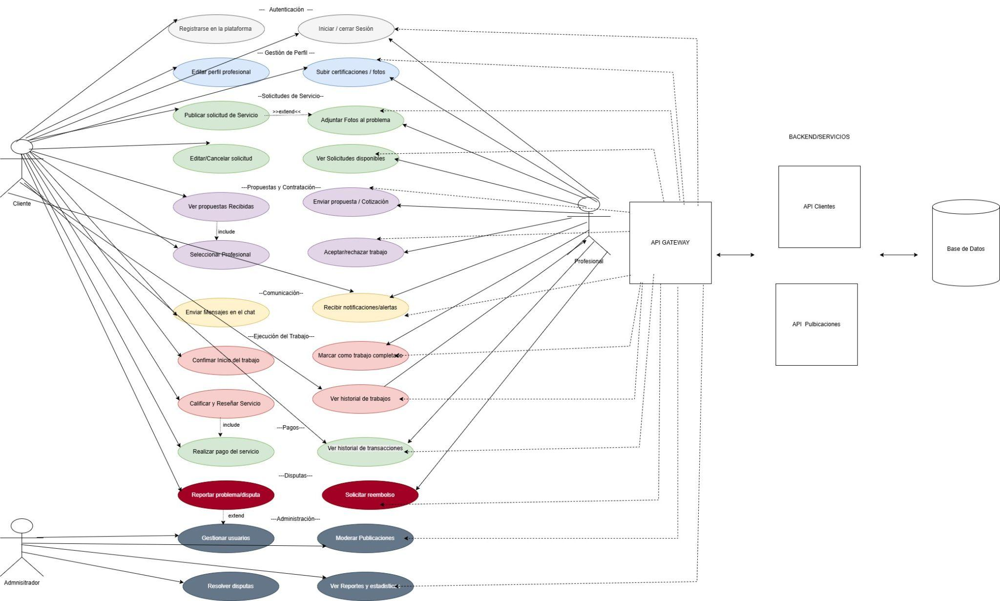 --- Autenticación ---
Registrarse en la plataforma
Iniciar / cerrar Sesión
--- Gestión de Perfil ---
Editar perfil profesional
Subir certificaciones / fotos
--Solicitudes de Servicio--
Publicar solicitud de Servicio
>>extend<<
Adjuntar Fotos al problema
BACKEND/SERVICIOS
Editar/Cancelar solicitud
Ver Solicitudes disponibles
---Propuestas y Contratación---
Cliente
Ver propuestas Recibidas
Enviar propuesta / Cotización
API Clientes
include
API GATEWAY
Base de Datos
Seleccionar Profesional
Aceptar/rechazar trabajo
Profesional
--Comunicación--
Enviar Mensajes en el chat
Recibir notificaciones/alertas
API Pulbicaciones
---Ejecución del Trabajo---
Confimar Inicio del trabajo
Marcar como trabajo completado
Calificar y Reseñar Servicio
Ver historial de trabajos
include
---Pagos---
Realizar pago del servicio
Ver historial de transacciones
---Disputas---
Reportar problema/disputa
Solicitar reembolso
extend
---Administración---
Gestionar usuarios
Moderar Publicaciones
Admnisitrador
Resolver disputas
Ver Reportes y estadisticas